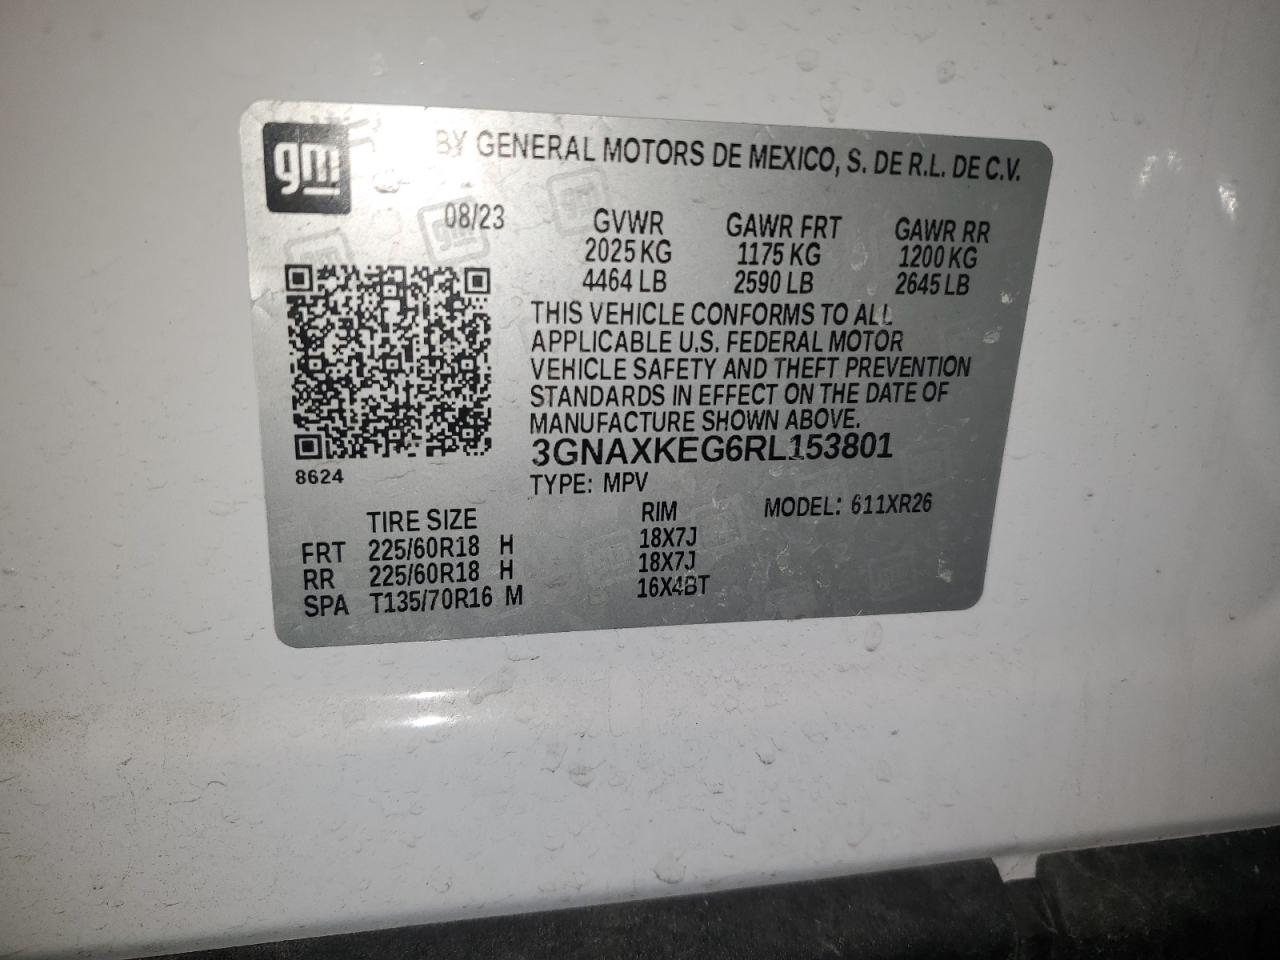 gm
BY GENERAL MOTORS DE MEXICO, S. DE R.L. DE C.V.
08/23
GVWR GAWR FRT GAWR RR
2025 KG 1175 KG 1200 KG
4464 LB 2590 LB 2645 LB
THIS VEHICLE CONFORMS TO ALL
APPLICABLE U.S. FEDERAL MOTOR
VEHICLE SAFETY AND THEFT PREVENTION
STANDARDS IN EFFECT ON THE DATE OF
MANUFACTURE SHOWN ABOVE.
3GNAXKEG6RL153801
8624
TYPE: MPV
MODEL: 611XR26
TIRE SIZE RIM
FRT 225/60R18 H 18X7J
RR 225/60R18 H 18X7J
SPA T135/70R16 M 16X4BT